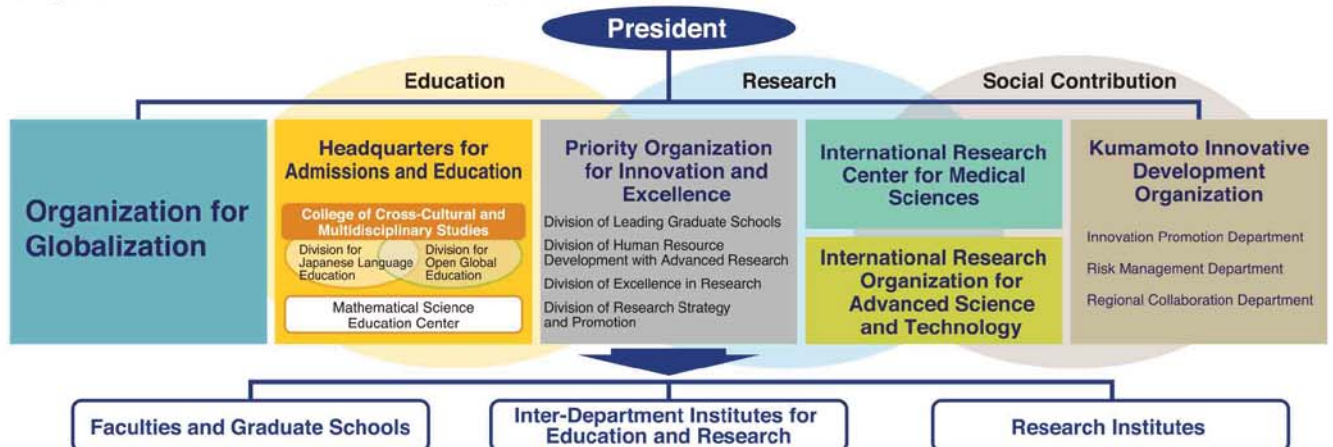 President
Education
Research
Social Contribution
Organization for
Globalization
Headquarters for
Admissions and Education
College of Cross-Cultural and
Multidisciplinary Studies
Division for
Japanese Language
Education
Division for
Open Global
Education
Mathematical Science
Education Center
Priority Organization
for Innovation and
Excellence
Division of Leading Graduate Schools
Division of Human Resource
Development with Advanced Research
Division of Excellence in Research
Division of Research Strategy
and Promotion
International Research
Center for Medical
Sciences
International Research
Organization for
Advanced Science
and Technology
Kumamoto Innovative
Development
Organization
Innovation Promotion Department
Risk Management Department
Regional Collaboration Department
Faculties and Graduate Schools
Inter-Department Institutes for
Education and Research
Research Institutes